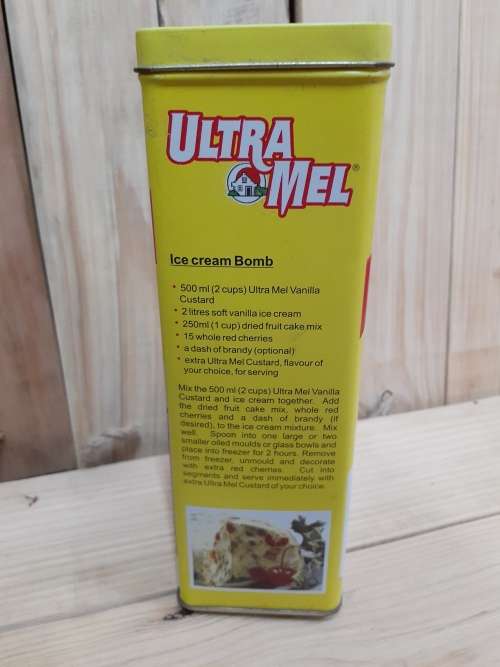 ULTRA
MEL®
Ice cream Bomb
• 500 ml (2 cups) Ultra Mel Vanilla
Custard
• 2 litres soft vanilla ice cream
• 250ml (1 cup) dried fruit cake mix
• 15 whole red cherries
• a dash of brandy (optional)
• extra Ultra Mel Custard, flavour of
your choice, for serving
Mix the 500 ml (2 cups) Ultra Mel Vanilla
Custard and ice cream together. Add
the dried fruit cake mix, whole red
cherries and a dash of brandy (if
desired), to the ice cream mixture. Mix
well. Spoon into one large or two
smaller oiled moulds or glass bowls and
place into freezer for 2 hours. Remove
from freezer, unmould and decorate
with extra red cherries. Cut into
segments and serve immediately with
extra Ultra Mel Custard of your choice.